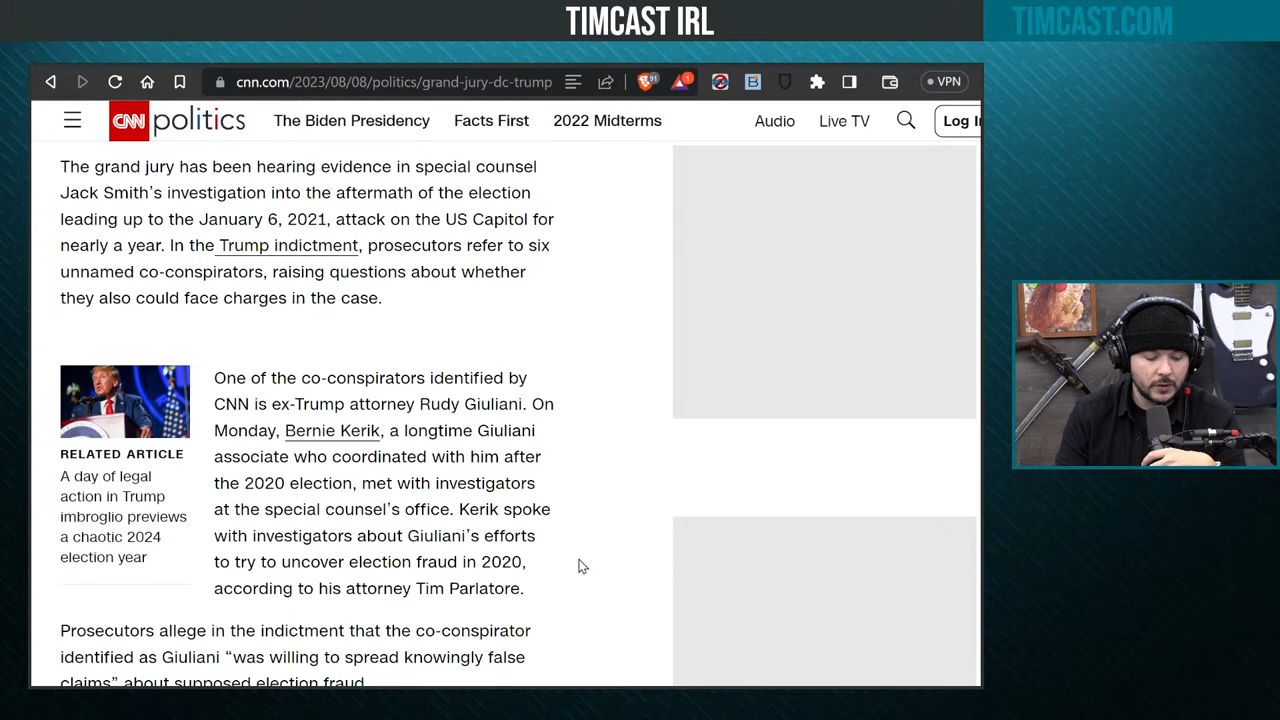 TIMCAST IRL
TIMCAST.COM
cnn.com/2023/08/08/politics/grand-jury-dc-trump
91
1
VPN
CNN politics
The Biden Presidency
Facts First
2022 Midterms
Audio
Live TV
Log In
The grand jury has been hearing evidence in special counsel
Jack Smith’s investigation into the aftermath of the election
leading up to the January 6, 2021, attack on the US Capitol for
nearly a year. In the Trump indictment, prosecutors refer to six
unnamed co-conspirators, raising questions about whether
they also could face charges in the case.
RELATED ARTICLE
A day of legal
action in Trump
imbroglio previews
a chaotic 2024
election year
One of the co-conspirators identified by
CNN is ex-Trump attorney Rudy Giuliani. On
Monday, Bernie Kerik, a longtime Giuliani
associate who coordinated with him after
the 2020 election, met with investigators
at the special counsel’s office. Kerik spoke
with investigators about Giuliani’s efforts
to try to uncover election fraud in 2020,
according to his attorney Tim Parlatore.
Prosecutors allege in the indictment that the co-conspirator
identified as Giuliani “was willing to spread knowingly false
claims” about supposed election fraud.